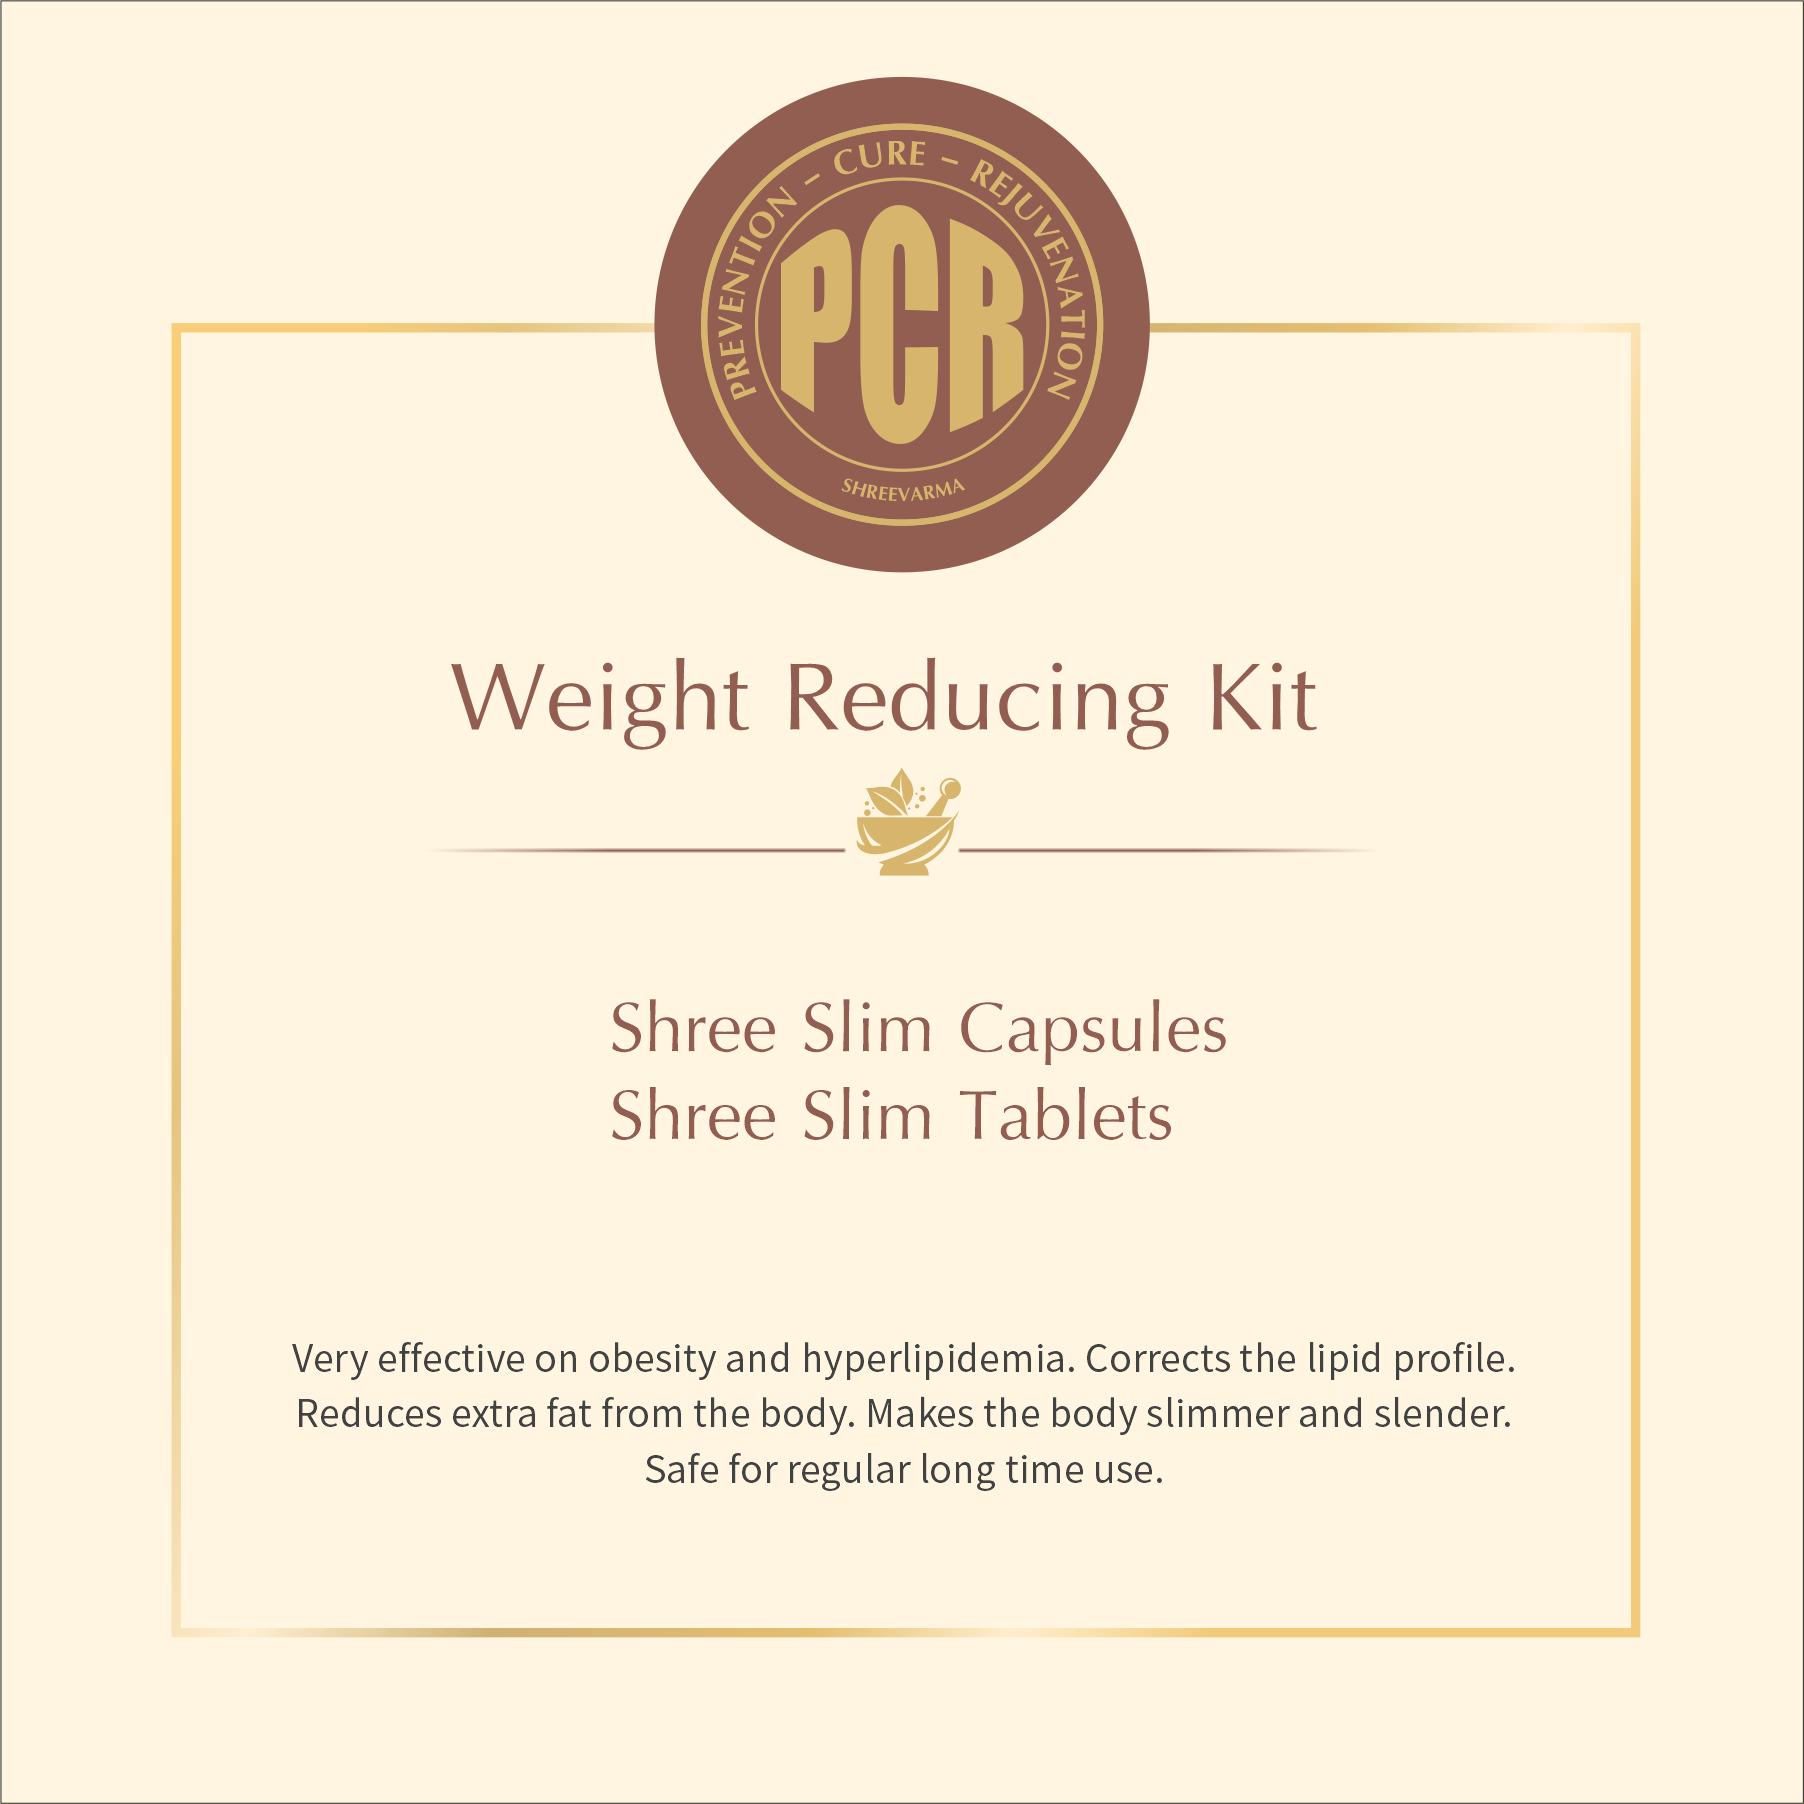 PREVENTION – CURE – REJUVENATION
PCR
SHREEVARMA
Weight Reducing Kit
Shree Slim Capsules
Shree Slim Tablets
Very effective on obesity and hyperlipidemia. Corrects the lipid profile.
Reduces extra fat from the body. Makes the body slimmer and slender.
Safe for regular long time use.